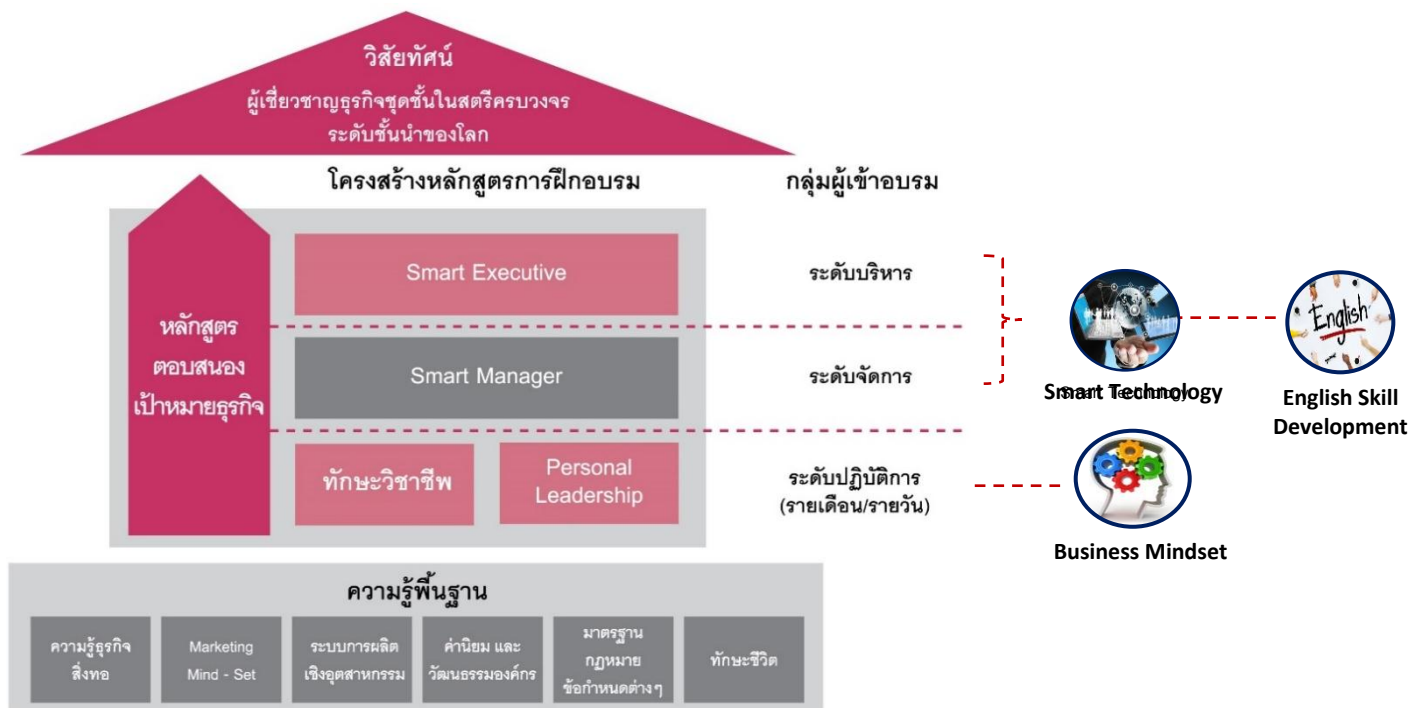 วิสัยทัศน์
ผู้เชี่ยวชาญธุรกิจชุดชั้นในสตรีครบวงจร
ระดับชั้นนำของโลก
โครงสร้างหลักสูตรการฝึกอบรม
กลุ่มผู้เข้าอบรม
หลักสูตร
ตอบสนอง
เป้าหมายธุรกิจ
Smart Executive
ระดับบริหาร
Smart Manager
ระดับจัดการ
ทักษะวิชาชีพ
Personal
Leadership
ระดับปฏิบัติการ
(รายเดือน/รายวัน)
Smart Technology
Smart Technology
English
English Skill
Development
Business Mindset
ความรู้พื้นฐาน
ความรู้ธุรกิจ
สิ่งทอ
Marketing
Mind - Set
ระบบการผลิต
เชิงอุตสาหกรรม
ค่านิยม และ
วัฒนธรรมองค์กร
มาตรฐาน
กฎหมาย
ข้อกำหนดต่างๆ
ทักษะชีวิต